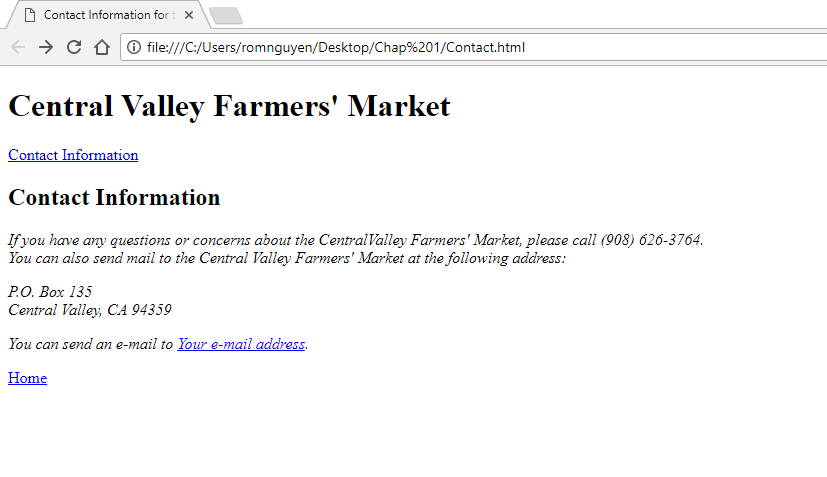 Contact Information for t
file:///C:/Users/romnguyen/Desktop/Chap%201/Contact.html
Central Valley Farmers' Market
Contact Information
Contact Information
If you have any questions or concerns about the CentralValley Farmers' Market, please call (908) 626-3764.
You can also send mail to the Central Valley Farmers' Market at the following address:
P.O. Box 135
Central Valley, CA 94359
You can send an e-mail to Your e-mail address.
Home